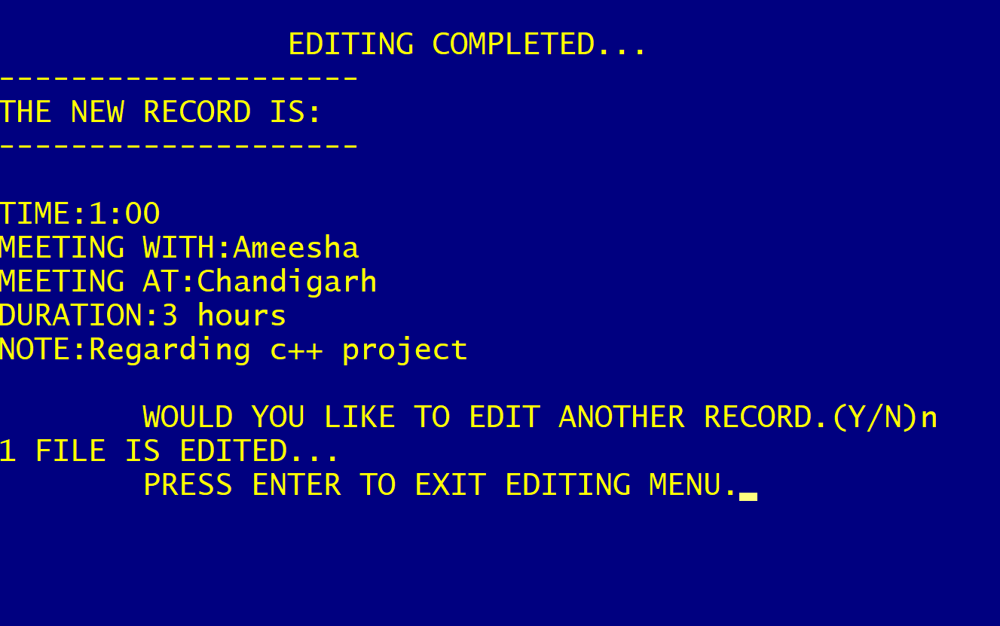 EDITING COMPLETED...
--------------------
THE NEW RECORD IS:
--------------------
TIME:1:00
MEETING WITH:Ameesha
MEETING AT:Chandigarh
DURATION:3 hours
NOTE:Regarding c++ project
WOULD YOU LIKE TO EDIT ANOTHER RECORD.(Y/N)n
1 FILE IS EDITED...
PRESS ENTER TO EXIT EDITING MENU.